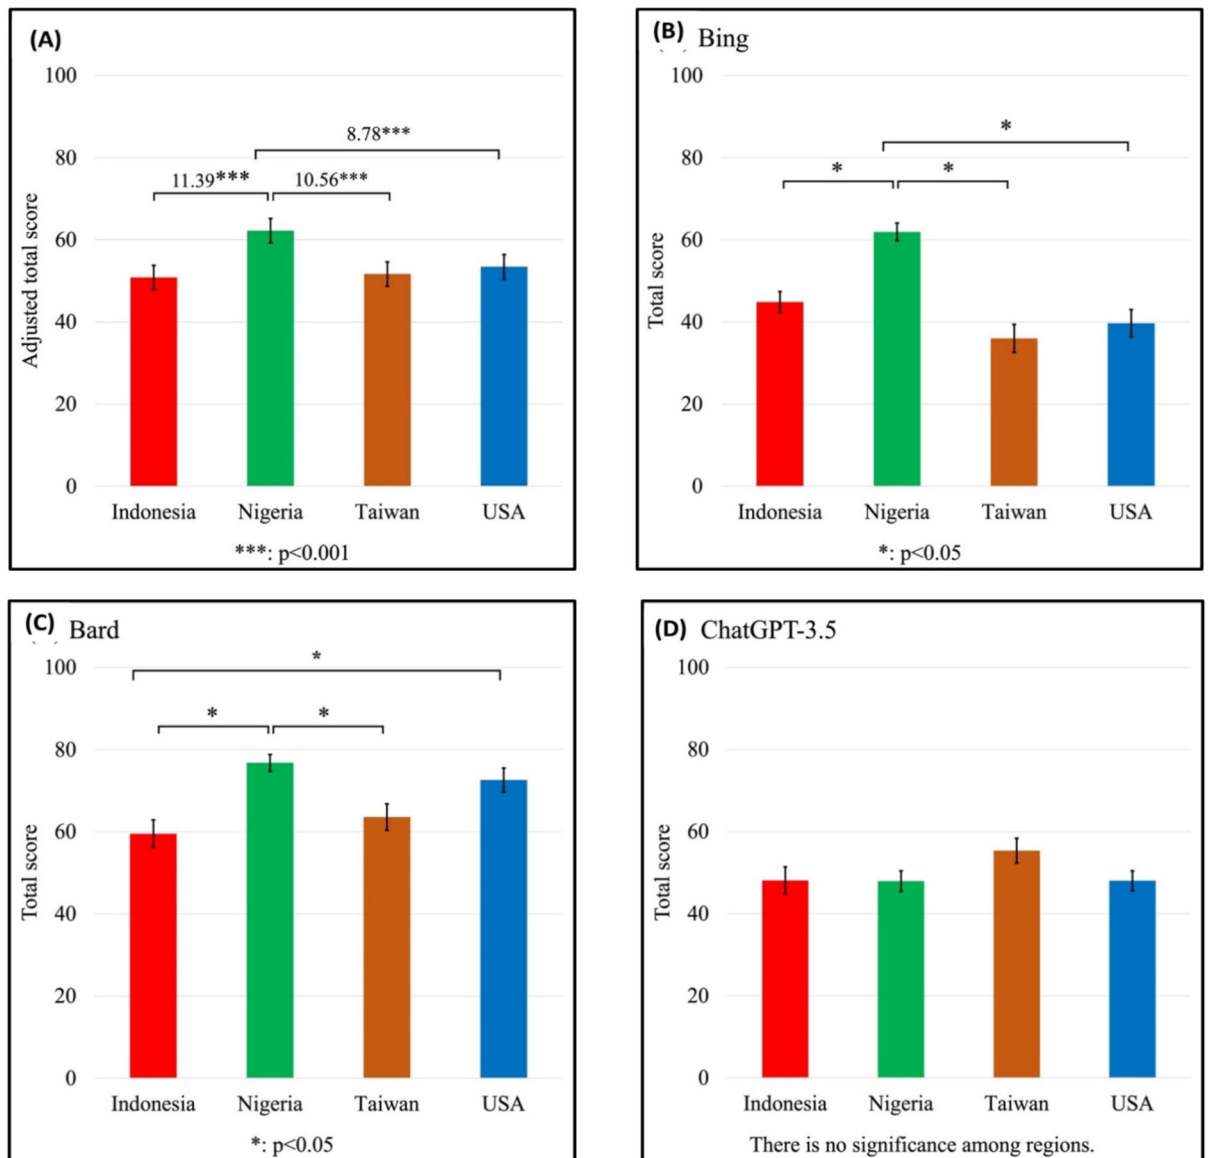 (A)
100
80
60
40
20
0
Adjusted total score
8.78***
11.39***
10.56***
Indonesia
Nigeria
Taiwan
USA
***: p<0.001
(B) Bing
100
80
60
40
20
0
Total score
*
*
*
Indonesia
Nigeria
Taiwan
USA
*: p<0.05
(C) Bard
100
80
60
40
20
0
Total score
*
*
*
Indonesia
Nigeria
Taiwan
USA
*: p<0.05
(D) ChatGPT-3.5
100
80
60
40
20
0
Total score
Indonesia
Nigeria
Taiwan
USA
There is no significance among regions.